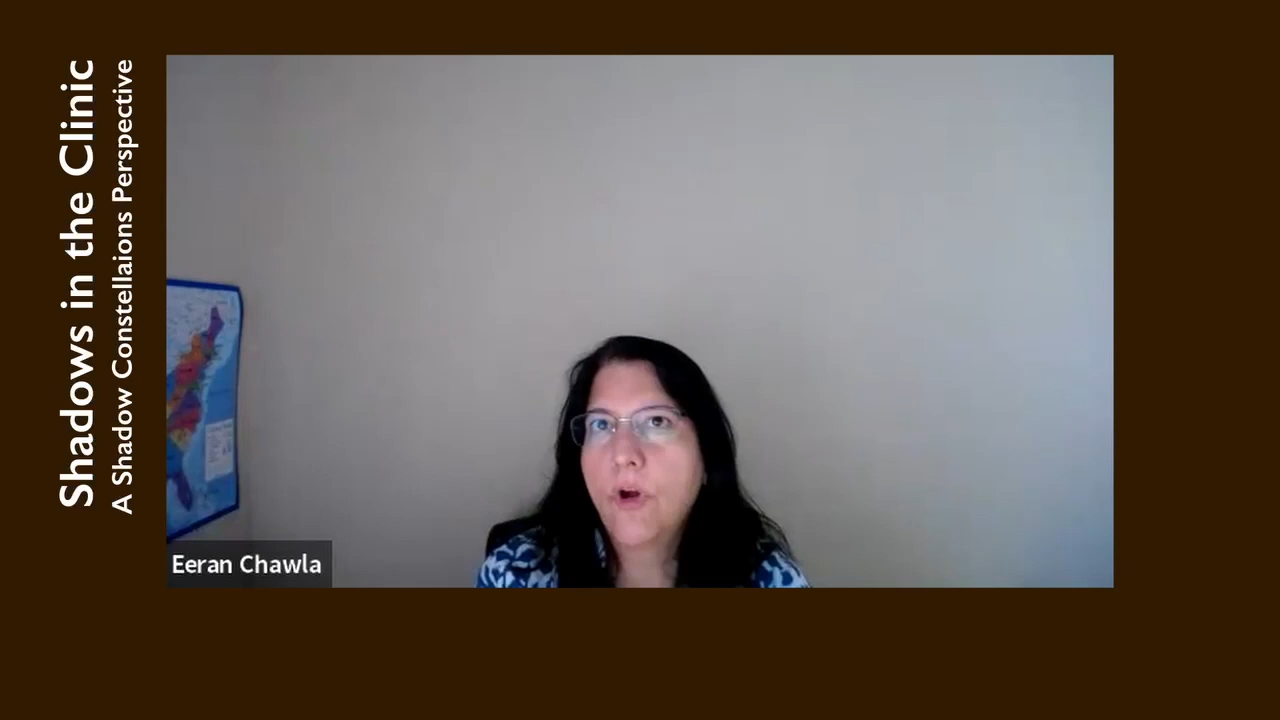 Shadows in the Clinic
A Shadow Constellaions Perspective
Eeran Chawla